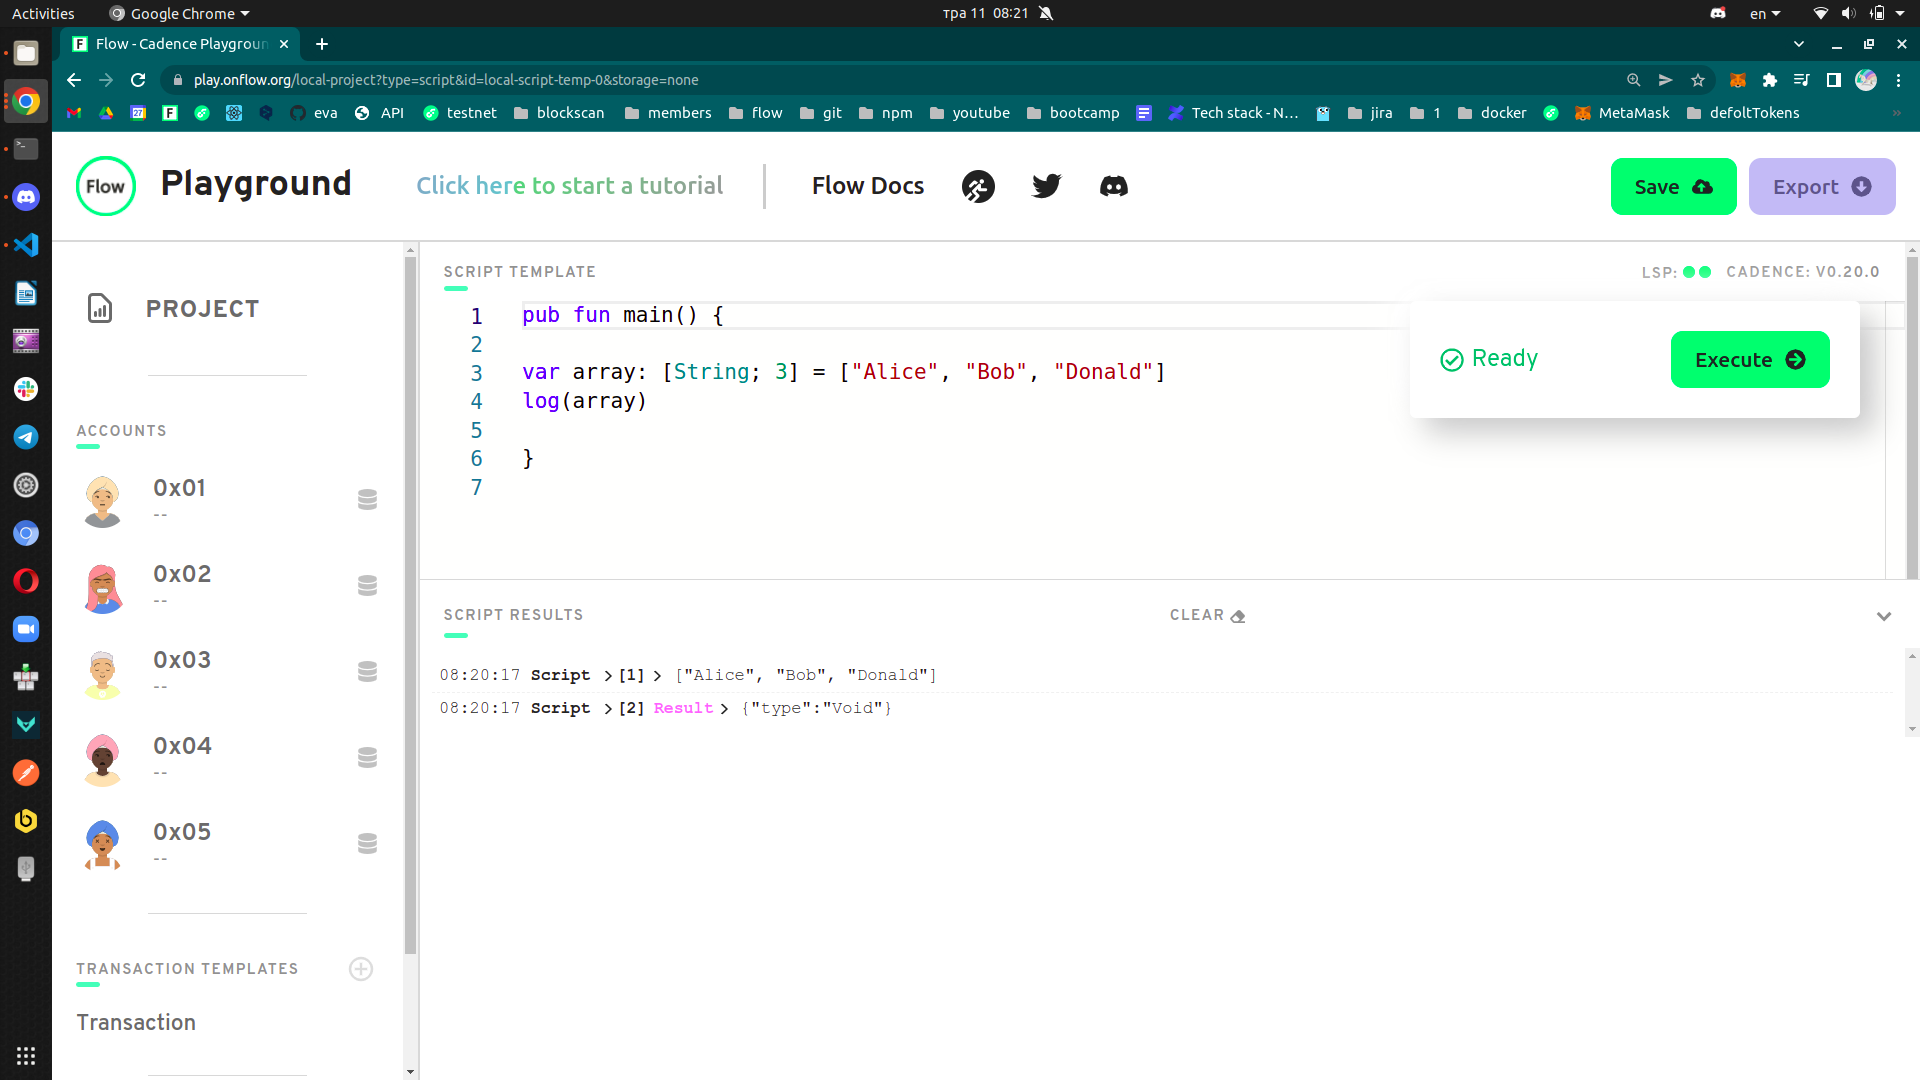 Activities
Google Chrome
тра 11 08:21
en
Flow - Cadence Playgroun
play.onflow.org/local-project?type=script&id=local-script-temp-0&storage=none
27
F
eva
API
testnet
blockscan
members
flow
git
npm
youtube
bootcamp
Tech stack - N...
jira
1
docker
MetaMask
defoltTokens
»
Flow
Playground
Click here to start a tutorial
Flow Docs
Save
Export
PROJECT
ACCOUNTS
0x01
--
0x02
--
0x03
--
0x04
--
0x05
--
TRANSACTION TEMPLATES
Transaction
SCRIPT TEMPLATE
LSP:
CADENCE: V0.20.0
1 pub fun main() {
2
3 var array: [String; 3] = ["Alice", "Bob", "Donald"]
4 log(array)
5
6 }
7
Ready
Execute
SCRIPT RESULTS
CLEAR
08:20:17 Script >[1] > ["Alice", "Bob", "Donald"]
08:20:17 Script >[2] Result > {"type":"Void"}